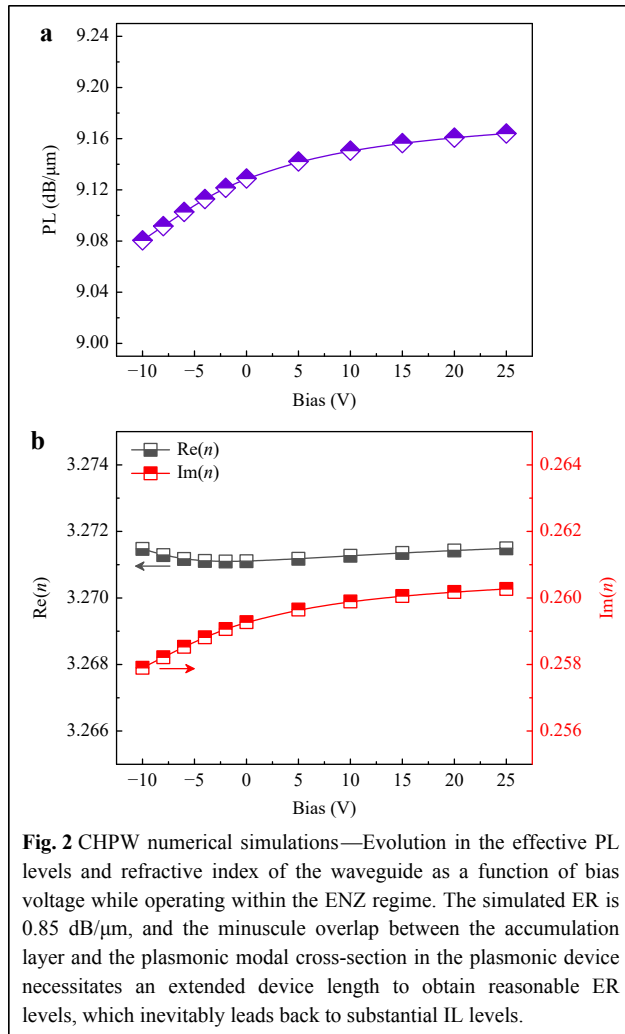 a
9.24
9.20
9.16
9.12
9.08
9.04
9.00
PL (dB/μm)
−10 −5 0 5 10 15 20 25
Bias (V)
b
Re(n)
Im(n)
3.274
3.272
3.270
3.268
3.266
Re(n)
0.264
0.262
0.260
0.258
0.256
Im(n)
−10 −5 0 5 10 15 20 25
Bias (V)
Fig. 2 CHPW numerical simulations—Evolution in the effective PL
levels and refractive index of the waveguide as a function of bias
voltage while operating within the ENZ regime. The simulated ER is
0.85 dB/μm, and the minuscule overlap between the accumulation
layer and the plasmonic modal cross-section in the plasmonic device
necessitates an extended device length to obtain reasonable ER
levels, which inevitably leads back to substantial IL levels.